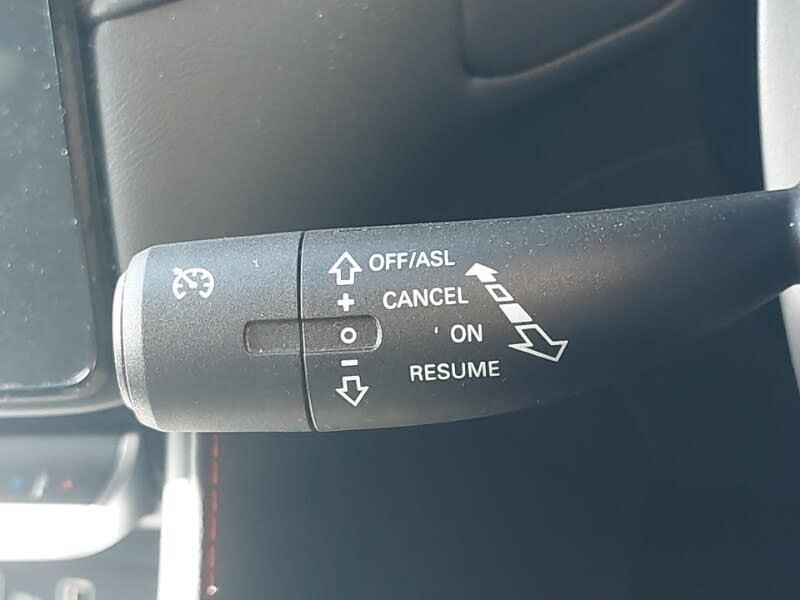 OFF/ASL
+ CANCEL
O ON
- RESUME